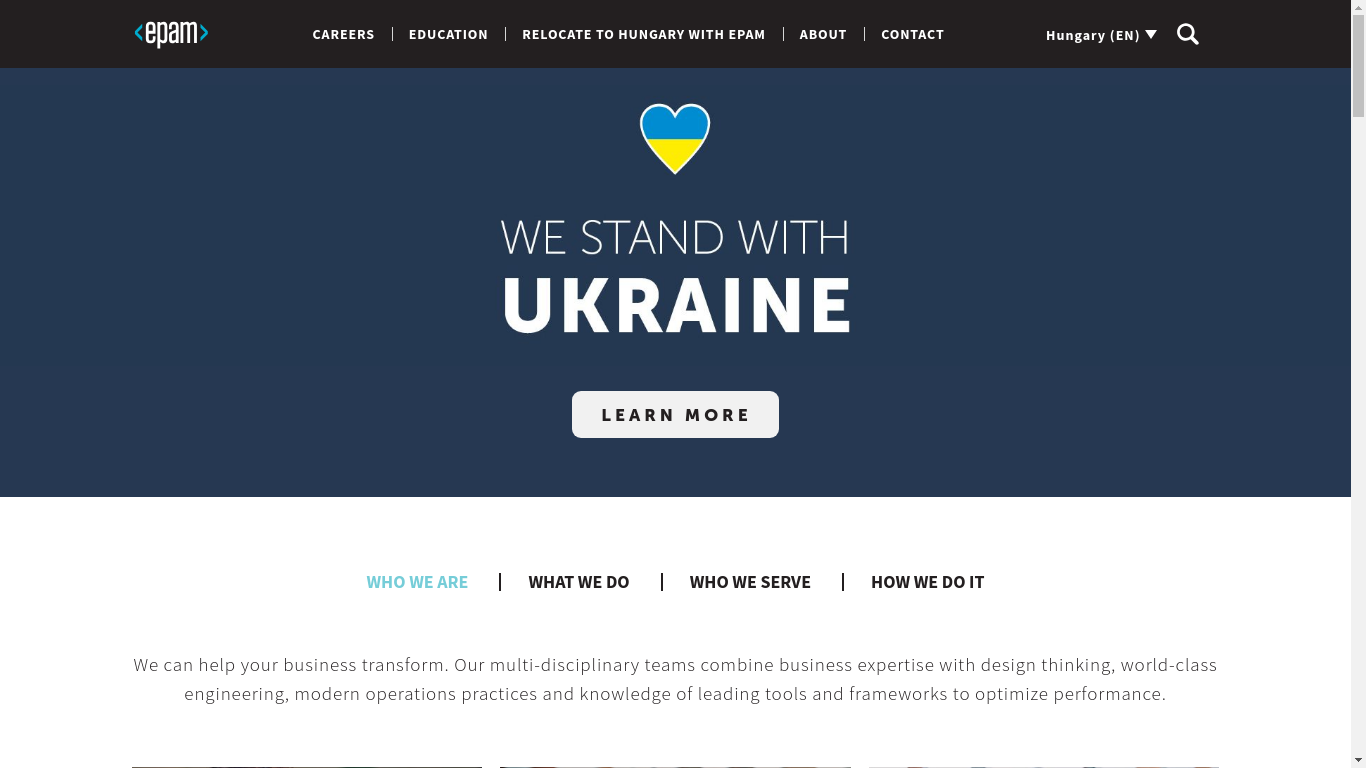 <epam>
CAREERS
EDUCATION
RELOCATE TO HUNGARY WITH EPAM
ABOUT
CONTACT
Hungary (EN)
WE STAND WITH
UKRAINE
LEARN MORE
WHO WE ARE
WHAT WE DO
WHO WE SERVE
HOW WE DO IT
We can help your business transform. Our multi-disciplinary teams combine business expertise with design thinking, world-class
engineering, modern operations practices and knowledge of leading tools and frameworks to optimize performance.